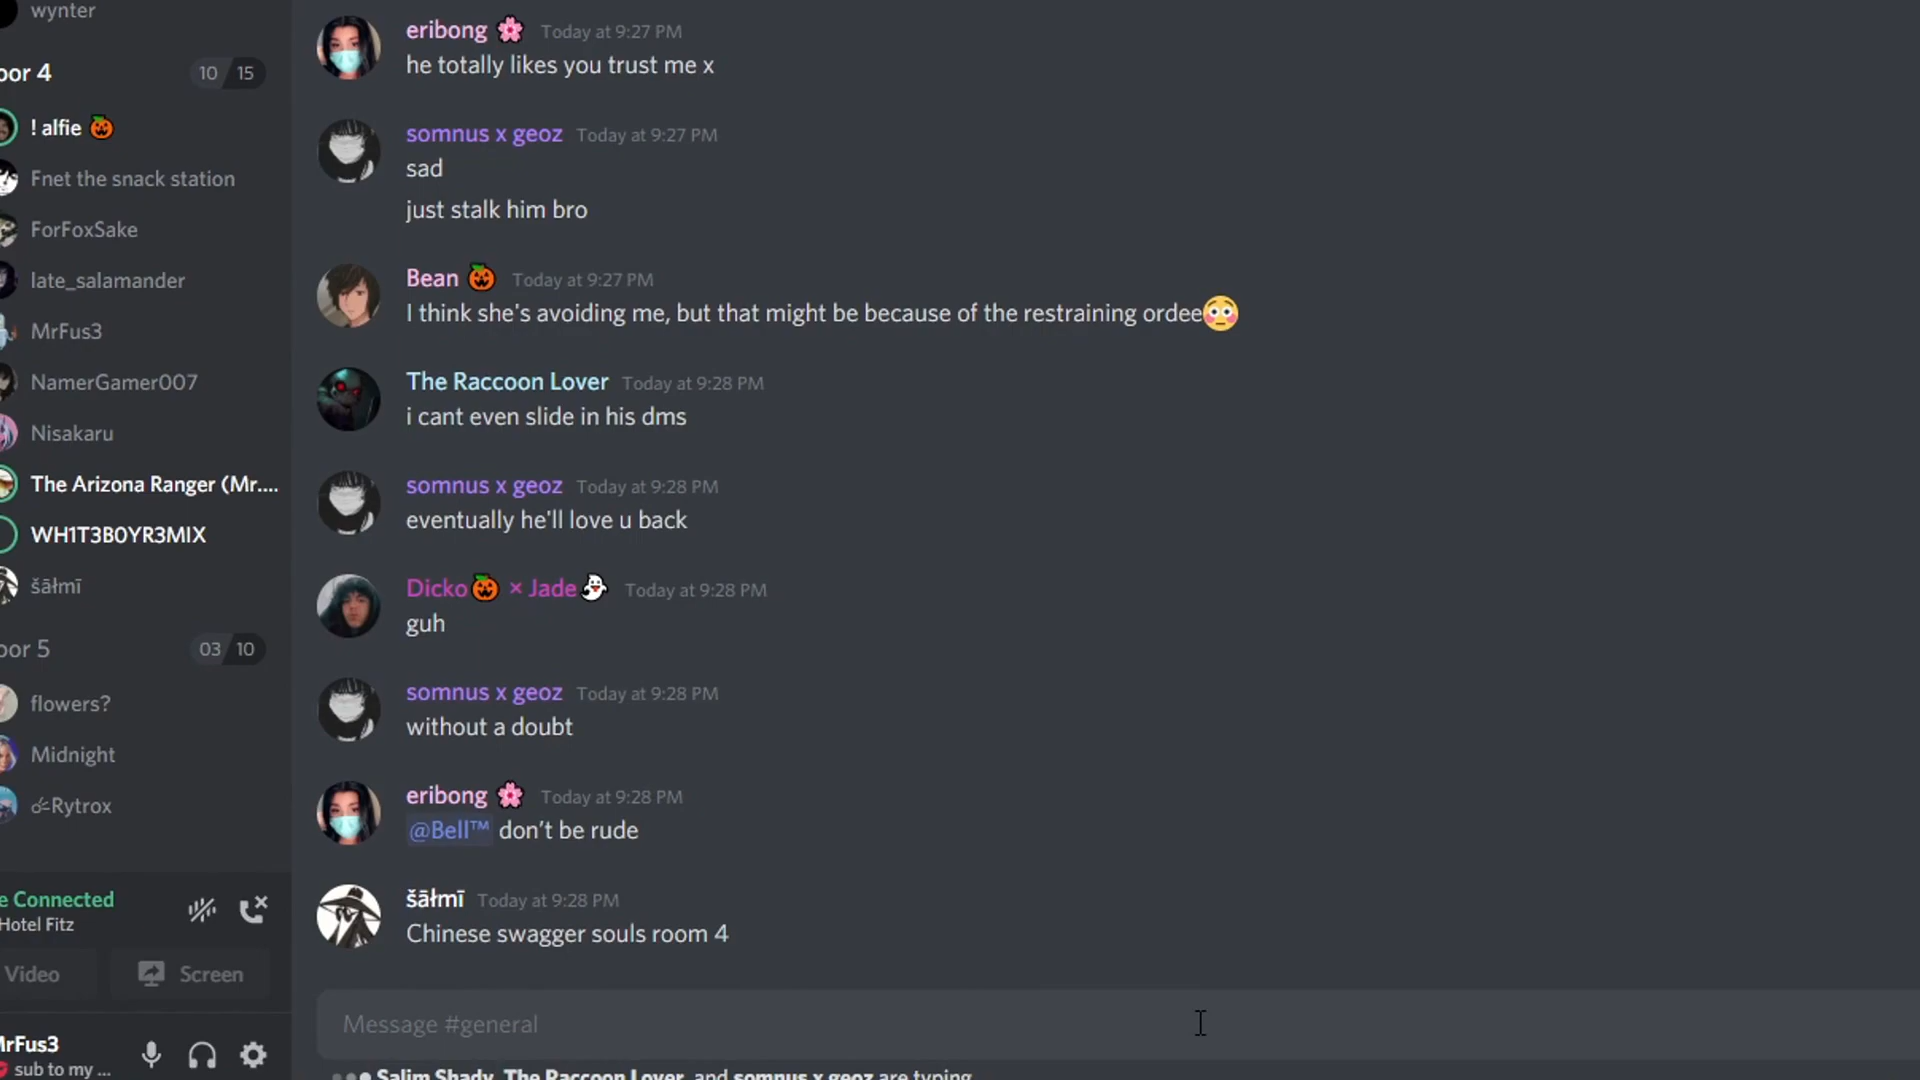 wynter
oor 4 10 15
! alfie
Fnet the snack station
ForFoxSake
late_salamander
MrFus3
NamerGamer007
Nisakaru
The Arizona Ranger (Mr....
WH1T3B0YR3MIX
šāłmī
oor 5 03 10
flowers?
Midnight
Rytrox
e Connected
Hotel Fitz
Video Screen
MrFus3
sub to my ...
eribong Today at 9:27 PM
he totally likes you trust me x
somnus x geoz Today at 9:27 PM
sad
just stalk him bro
Bean Today at 9:27 PM
I think she's avoiding me, but that might be because of the restraining ordee
The Raccoon Lover Today at 9:28 PM
i cant even slide in his dms
somnus x geoz Today at 9:28 PM
eventually he'll love u back
Dicko × Jade Today at 9:28 PM
guh
somnus x geoz Today at 9:28 PM
without a doubt
eribong Today at 9:28 PM
@Bell™ don’t be rude
šāłmī Today at 9:28 PM
Chinese swagger souls room 4
Message #general
Salim Shady, The Raccoon Lover, and somnus x geoz are typing